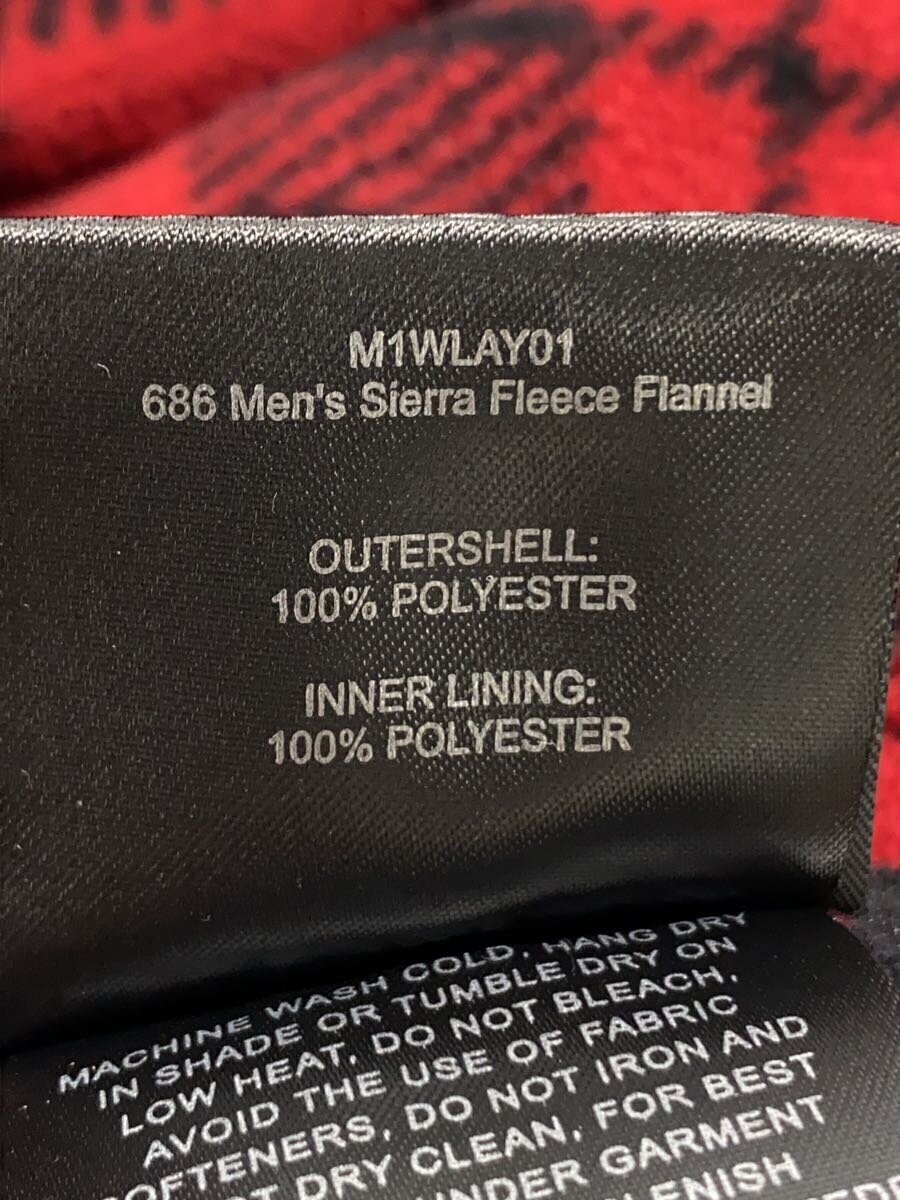 M1WLAY01
686 Men's Sierra Fleece Flannel
OUTERSHELL:
100% POLYESTER
INNER LINING:
100% POLYESTER
MACHINE WASH COLD, HANG DRY
IN SHADE OR TUMBLE DRY ON
LOW HEAT, DO NOT BLEACH,
AVOID THE USE OF FABRIC
SOFTENERS, DO NOT IRON AND
DRY CLEAN, FOR BEST
UNDER GARMENT